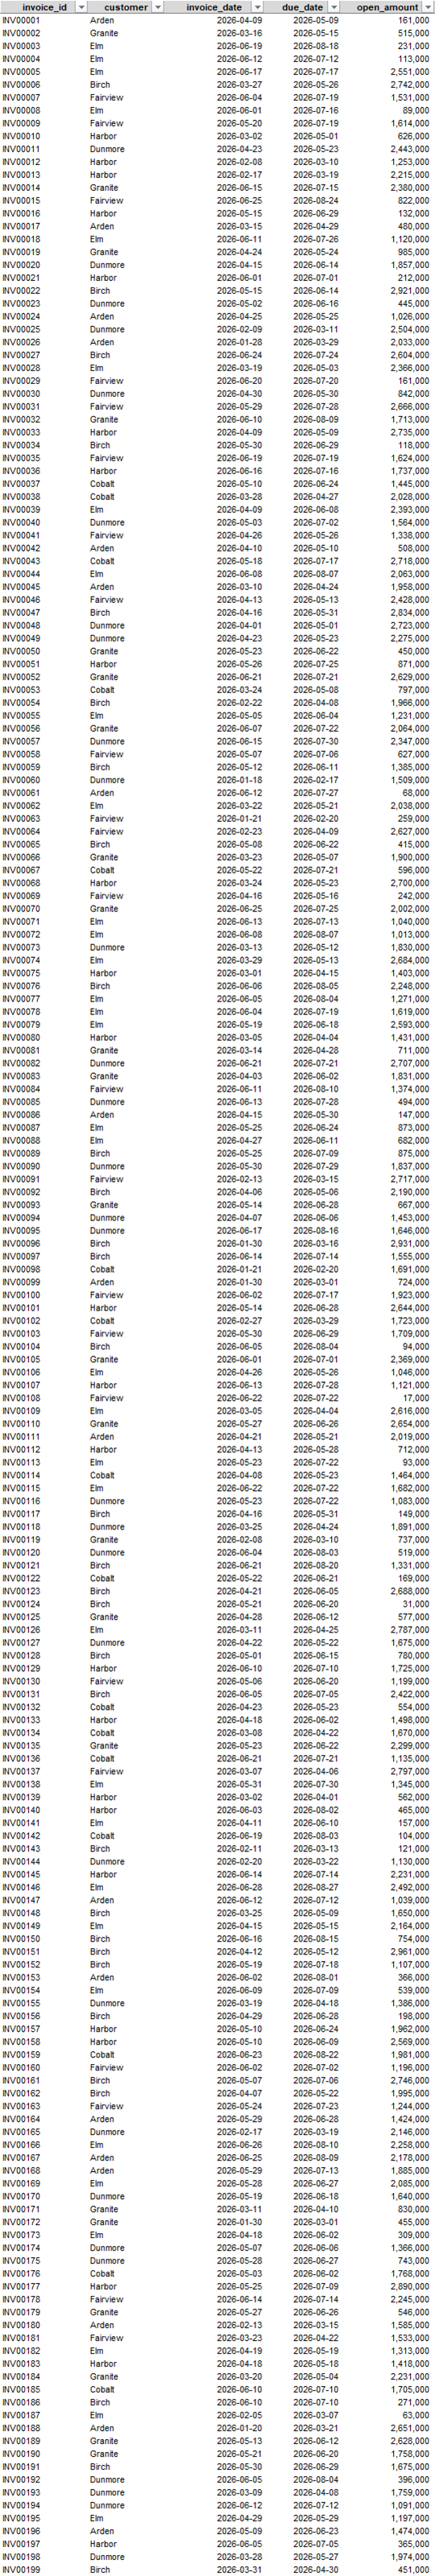 invoice_id customer invoice_date due_date open_amount
INV00001 Arden 2026-04-09 2026-05-09 161,000
INV00002 Granite 2026-03-16 2026-05-15 515,000
INV00003 Elm 2026-06-19 2026-08-18 231,000
INV00004 Elm 2026-06-12 2026-07-12 113,000
INV00005 Elm 2026-06-17 2026-07-17 2,551,000
INV00006 Birch 2026-03-27 2026-05-26 2,742,000
INV00007 Fairview 2026-06-04 2026-07-19 1,531,000
INV00008 Elm 2026-06-01 2026-07-16 89,000
INV00009 Fairview 2026-05-20 2026-07-19 1,614,000
INV00010 Harbor 2026-03-02 2026-05-01 626,000
INV00011 Dunmore 2026-04-23 2026-05-23 2,443,000
INV00012 Harbor 2026-02-08 2026-03-10 1,253,000
INV00013 Harbor 2026-02-17 2026-03-19 2,215,000
INV00014 Granite 2026-06-15 2026-07-15 2,380,000
INV00015 Fairview 2026-06-25 2026-08-24 822,000
INV00016 Harbor 2026-05-15 2026-06-29 132,000
INV00017 Arden 2026-03-15 2026-04-29 480,000
INV00018 Elm 2026-06-11 2026-07-26 1,120,000
INV00019 Granite 2026-04-24 2026-05-24 985,000
INV00020 Dunmore 2026-04-15 2026-06-14 1,857,000
INV00021 Harbor 2026-06-01 2026-07-01 212,000
INV00022 Birch 2026-05-15 2026-06-14 2,921,000
INV00023 Dunmore 2026-05-02 2026-06-16 445,000
INV00024 Arden 2026-04-25 2026-05-25 1,026,000
INV00025 Dunmore 2026-02-09 2026-03-11 2,504,000
INV00026 Arden 2026-01-28 2026-03-29 2,033,000
INV00027 Birch 2026-06-24 2026-07-24 2,604,000
INV00028 Elm 2026-03-19 2026-05-03 2,366,000
INV00029 Fairview 2026-06-20 2026-07-20 161,000
INV00030 Dunmore 2026-04-30 2026-05-30 842,000
INV00031 Fairview 2026-05-29 2026-07-28 2,666,000
INV00032 Granite 2026-06-10 2026-08-09 1,713,000
INV00033 Harbor 2026-04-09 2026-05-09 2,735,000
INV00034 Birch 2026-05-30 2026-06-29 118,000
INV00035 Fairview 2026-06-19 2026-07-19 1,624,000
INV00036 Harbor 2026-06-16 2026-07-16 1,737,000
INV00037 Cobalt 2026-05-10 2026-06-24 1,445,000
INV00038 Cobalt 2026-03-28 2026-04-27 2,028,000
INV00039 Elm 2026-04-09 2026-06-08 2,393,000
INV00040 Dunmore 2026-05-03 2026-07-02 1,564,000
INV00041 Fairview 2026-04-26 2026-05-26 1,338,000
INV00042 Arden 2026-04-10 2026-05-10 508,000
INV00043 Cobalt 2026-05-18 2026-07-17 2,718,000
INV00044 Elm 2026-06-08 2026-08-07 2,063,000
INV00045 Arden 2026-03-10 2026-04-24 1,958,000
INV00046 Fairview 2026-04-13 2026-05-13 2,428,000
INV00047 Birch 2026-04-16 2026-05-31 2,834,000
INV00048 Dunmore 2026-04-01 2026-05-01 2,723,000
INV00049 Dunmore 2026-04-23 2026-05-23 2,275,000
INV00050 Granite 2026-05-23 2026-06-22 450,000
INV00051 Harbor 2026-05-26 2026-07-25 871,000
INV00052 Granite 2026-06-21 2026-07-21 2,629,000
INV00053 Cobalt 2026-03-24 2026-05-08 797,000
INV00054 Birch 2026-02-22 2026-04-08 1,966,000
INV00055 Elm 2026-05-05 2026-06-04 1,231,000
INV00056 Granite 2026-06-07 2026-07-22 2,064,000
INV00057 Dunmore 2026-06-15 2026-07-30 2,347,000
INV00058 Fairview 2026-05-07 2026-07-06 627,000
INV00059 Birch 2026-05-12 2026-06-11 1,385,000
INV00060 Dunmore 2026-01-18 2026-02-17 1,509,000
INV00061 Arden 2026-06-12 2026-07-27 68,000
INV00062 Elm 2026-03-22 2026-05-21 2,038,000
INV00063 Fairview 2026-01-21 2026-02-20 259,000
INV00064 Fairview 2026-02-23 2026-04-09 2,627,000
INV00065 Birch 2026-05-08 2026-06-22 415,000
INV00066 Granite 2026-03-23 2026-05-07 1,900,000
INV00067 Cobalt 2026-05-22 2026-07-21 596,000
INV00068 Harbor 2026-03-24 2026-05-23 2,700,000
INV00069 Fairview 2026-04-16 2026-05-16 242,000
INV00070 Granite 2026-06-25 2026-07-25 2,002,000
INV00071 Elm 2026-06-13 2026-07-13 1,040,000
INV00072 Elm 2026-06-08 2026-08-07 1,013,000
INV00073 Dunmore 2026-03-13 2026-05-12 1,830,000
INV00074 Elm 2026-03-29 2026-05-13 2,684,000
INV00075 Harbor 2026-03-01 2026-04-15 1,403,000
INV00076 Birch 2026-06-06 2026-08-05 2,248,000
INV00077 Elm 2026-06-05 2026-08-04 1,271,000
INV00078 Elm 2026-06-04 2026-07-19 1,619,000
INV00079 Elm 2026-05-19 2026-06-18 2,593,000
INV00080 Harbor 2026-03-05 2026-04-04 1,431,000
INV00081 Granite 2026-03-14 2026-04-28 711,000
INV00082 Dunmore 2026-06-21 2026-07-21 2,707,000
INV00083 Granite 2026-04-03 2026-06-02 1,831,000
INV00084 Fairview 2026-06-11 2026-08-10 1,374,000
INV00085 Dunmore 2026-06-13 2026-07-28 494,000
INV00086 Arden 2026-04-15 2026-05-30 147,000
INV00087 Elm 2026-05-25 2026-06-24 873,000
INV00088 Elm 2026-04-27 2026-06-11 682,000
INV00089 Birch 2026-05-25 2026-07-09 875,000
INV00090 Dunmore 2026-05-30 2026-07-29 1,837,000
INV00091 Fairview 2026-02-13 2026-03-15 2,717,000
INV00092 Birch 2026-04-06 2026-05-06 2,190,000
INV00093 Granite 2026-05-14 2026-06-28 667,000
INV00094 Dunmore 2026-04-07 2026-06-06 1,453,000
INV00095 Dunmore 2026-06-17 2026-08-16 1,646,000
INV00096 Birch 2026-01-30 2026-03-16 2,931,000
INV00097 Birch 2026-06-14 2026-07-14 1,555,000
INV00098 Cobalt 2026-01-21 2026-02-20 1,691,000
INV00099 Arden 2026-01-30 2026-03-01 724,000
INV00100 Fairview 2026-06-02 2026-07-17 1,923,000
INV00101 Harbor 2026-05-14 2026-06-28 2,644,000
INV00102 Cobalt 2026-02-27 2026-03-29 1,723,000
INV00103 Fairview 2026-05-30 2026-06-29 1,709,000
INV00104 Birch 2026-06-05 2026-08-04 94,000
INV00105 Granite 2026-06-01 2026-07-01 2,369,000
INV00106 Elm 2026-04-26 2026-05-26 1,046,000
INV00107 Harbor 2026-06-13 2026-07-28 1,121,000
INV00108 Fairview 2026-06-22 2026-07-22 17,000
INV00109 Elm 2026-03-05 2026-04-04 2,616,000
INV00110 Granite 2026-05-27 2026-06-26 2,654,000
INV00111 Arden 2026-04-21 2026-05-21 2,019,000
INV00112 Harbor 2026-04-13 2026-05-28 712,000
INV00113 Elm 2026-05-23 2026-07-22 93,000
INV00114 Cobalt 2026-04-08 2026-05-23 1,464,000
INV00115 Elm 2026-06-22 2026-07-22 1,682,000
INV00116 Dunmore 2026-05-23 2026-07-22 1,083,000
INV00117 Birch 2026-04-16 2026-05-31 149,000
INV00118 Dunmore 2026-03-25 2026-04-24 1,891,000
INV00119 Granite 2026-02-08 2026-03-10 737,000
INV00120 Dunmore 2026-06-04 2026-08-03 519,000
INV00121 Birch 2026-06-21 2026-08-20 1,331,000
INV00122 Cobalt 2026-05-22 2026-06-21 169,000
INV00123 Birch 2026-04-21 2026-06-05 2,688,000
INV00124 Birch 2026-05-21 2026-06-20 31,000
INV00125 Granite 2026-04-28 2026-06-12 577,000
INV00126 Elm 2026-03-11 2026-04-25 2,787,000
INV00127 Dunmore 2026-04-22 2026-05-22 1,675,000
INV00128 Birch 2026-05-01 2026-06-15 780,000
INV00129 Harbor 2026-06-10 2026-07-10 1,725,000
INV00130 Fairview 2026-05-06 2026-06-20 1,199,000
INV00131 Birch 2026-06-05 2026-07-05 2,422,000
INV00132 Cobalt 2026-04-23 2026-05-23 554,000
INV00133 Harbor 2026-04-18 2026-06-02 1,498,000
INV00134 Cobalt 2026-03-08 2026-04-22 1,670,000
INV00135 Granite 2026-05-23 2026-06-22 2,299,000
INV00136 Cobalt 2026-06-21 2026-07-21 1,135,000
INV00137 Fairview 2026-03-07 2026-04-06 2,797,000
INV00138 Elm 2026-05-31 2026-07-30 1,345,000
INV00139 Harbor 2026-03-02 2026-04-01 562,000
INV00140 Harbor 2026-06-03 2026-08-02 465,000
INV00141 Elm 2026-04-11 2026-06-10 157,000
INV00142 Cobalt 2026-06-19 2026-08-03 104,000
INV00143 Birch 2026-02-11 2026-03-13 121,000
INV00144 Dunmore 2026-02-20 2026-03-22 1,130,000
INV00145 Harbor 2026-06-14 2026-07-14 2,231,000
INV00146 Elm 2026-06-28 2026-08-27 2,492,000
INV00147 Arden 2026-06-12 2026-07-12 1,039,000
INV00148 Birch 2026-03-25 2026-05-09 1,650,000
INV00149 Elm 2026-04-15 2026-05-15 2,164,000
INV00150 Birch 2026-06-16 2026-08-15 754,000
INV00151 Birch 2026-04-12 2026-05-27 2,961,000
INV00152 Birch 2026-05-19 2026-07-18 1,107,000
INV00153 Arden 2026-06-02 2026-08-01 366,000
INV00154 Elm 2026-06-09 2026-07-09 539,000
INV00155 Dunmore 2026-03-19 2026-04-18 1,386,000
INV00156 Birch 2026-04-29 2026-06-28 198,000
INV00157 Harbor 2026-05-10 2026-06-24 1,962,000
INV00158 Harbor 2026-05-10 2026-06-09 2,569,000
INV00159 Cobalt 2026-06-23 2026-08-22 1,981,000
INV00160 Fairview 2026-06-02 2026-07-02 1,196,000
INV00161 Birch 2026-05-07 2026-07-06 2,746,000
INV00162 Birch 2026-04-07 2026-05-22 1,995,000
INV00163 Fairview 2026-05-24 2026-07-23 1,244,000
INV00164 Arden 2026-05-29 2026-06-28 1,424,000
INV00165 Dunmore 2026-02-17 2026-03-19 2,146,000
INV00166 Elm 2026-06-26 2026-08-10 2,258,000
INV00167 Arden 2026-06-25 2026-08-09 2,178,000
INV00168 Arden 2026-05-29 2026-07-13 1,885,000
INV00169 Elm 2026-05-28 2026-06-27 2,085,000
INV00170 Dunmore 2026-05-19 2026-06-18 1,640,000
INV00171 Granite 2026-03-11 2026-04-10 830,000
INV00172 Granite 2026-01-30 2026-03-01 455,000
INV00173 Elm 2026-04-18 2026-06-02 309,000
INV00174 Dunmore 2026-05-07 2026-06-06 1,366,000
INV00175 Dunmore 2026-05-28 2026-06-27 743,000
INV00176 Cobalt 2026-05-03 2026-06-02 1,768,000
INV00177 Harbor 2026-05-25 2026-07-09 2,890,000
INV00178 Fairview 2026-06-14 2026-07-14 2,245,000
INV00179 Granite 2026-05-27 2026-06-26 546,000
INV00180 Arden 2026-02-13 2026-03-15 1,585,000
INV00181 Fairview 2026-03-23 2026-04-22 1,533,000
INV00182 Elm 2026-04-19 2026-05-19 1,313,000
INV00183 Harbor 2026-04-18 2026-05-18 1,418,000
INV00184 Granite 2026-03-20 2026-05-04 2,231,000
INV00185 Cobalt 2026-06-10 2026-07-10 1,705,000
INV00186 Birch 2026-06-10 2026-07-10 271,000
INV00187 Elm 2026-02-05 2026-03-07 63,000
INV00188 Arden 2026-01-20 2026-03-21 2,651,000
INV00189 Granite 2026-05-13 2026-06-12 2,628,000
INV00190 Granite 2026-05-21 2026-06-20 1,758,000
INV00191 Birch 2026-05-30 2026-06-29 1,675,000
INV00192 Dunmore 2026-06-05 2026-08-04 396,000
INV00193 Dunmore 2026-03-09 2026-04-08 1,759,000
INV00194 Dunmore 2026-06-12 2026-07-12 1,091,000
INV00195 Elm 2026-04-29 2026-05-29 1,197,000
INV00196 Arden 2026-05-09 2026-06-23 1,474,000
INV00197 Harbor 2026-06-05 2026-07-05 365,000
INV00198 Dunmore 2026-03-28 2026-05-27 1,974,000
INV00199 Birch 2026-03-31 2026-04-30 451,000